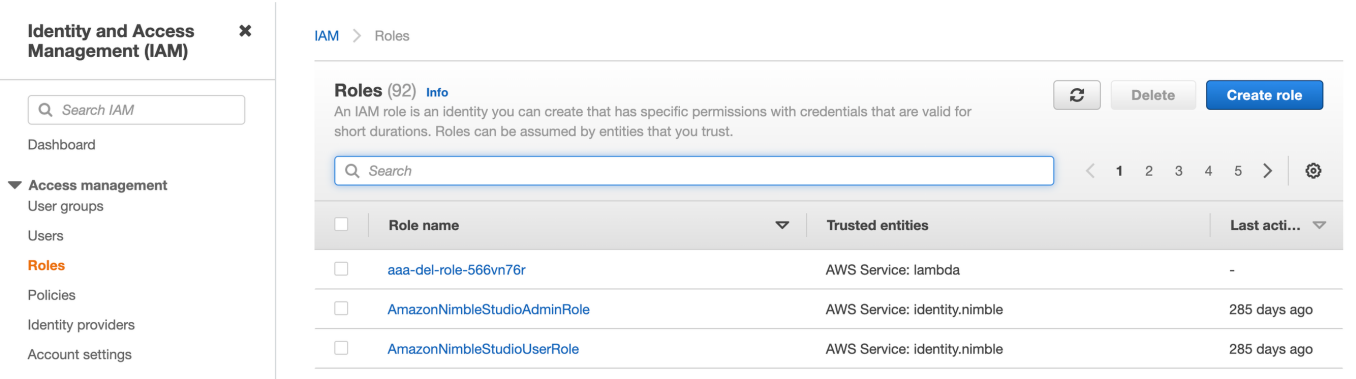 Identity and Access
Management (IAM)
Search IAM
Dashboard
Access management
User groups
Users
Roles
Policies
Identity providers
Account settings
IAM > Roles
Roles (92) Info
An IAM role is an identity you can create that has specific permissions with credentials that are valid for
short durations. Roles can be assumed by entities that you trust.
Delete
Create role
Search
1 2 3 4 5
Role name Trusted entities Last acti...
aaa-del-role-566vn76r AWS Service: lambda -
AmazonNimbleStudioAdminRole AWS Service: identity.nimble 285 days ago
AmazonNimbleStudioUserRole AWS Service: identity.nimble 285 days ago